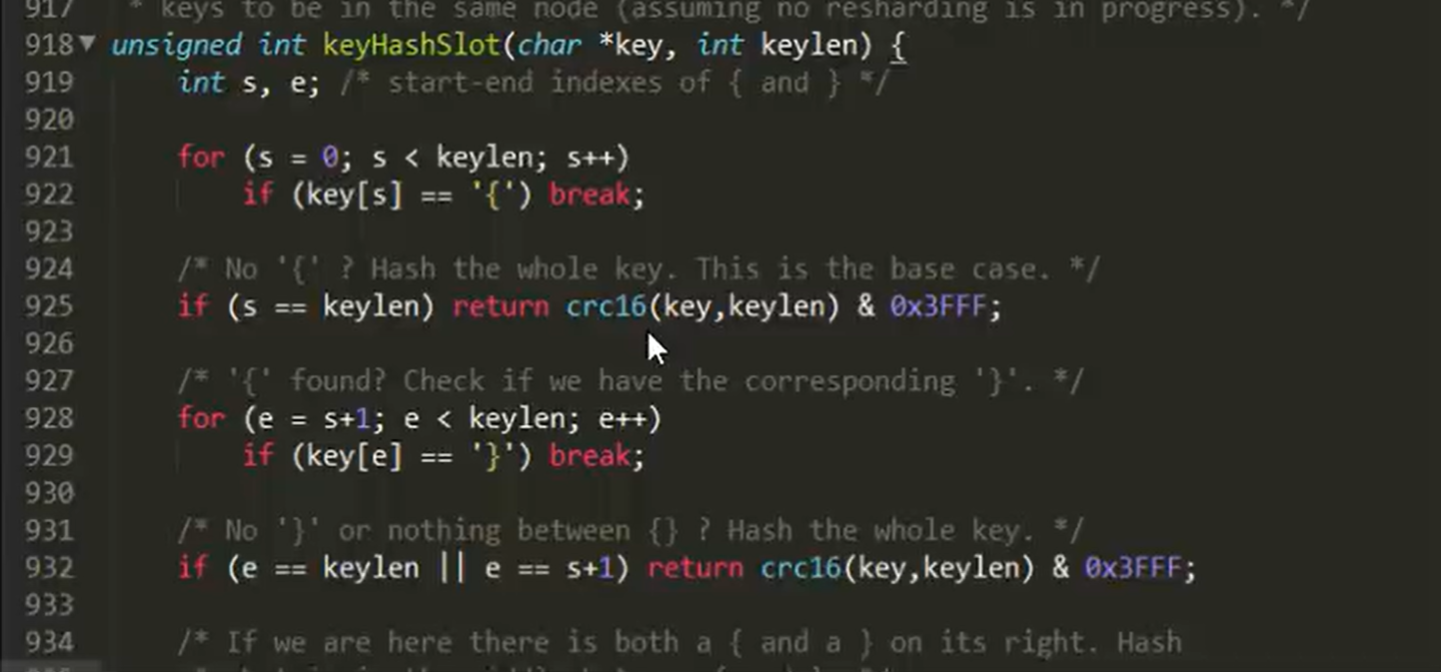 917 * keys to be in the same node (assuming no resharding is in progress). */
918 unsigned int keyHashSlot(char *key, int keylen) {
919 int s, e; /* start-end indexes of { and } */
920
921 for (s = 0; s < keylen; s++)
922 if (key[s] == '{') break;
923
924 /* No '{' ? Hash the whole key. This is the base case. */
925 if (s == keylen) return crc16(key,keylen) & 0x3FFF;
926
927 /* '{' found? Check if we have the corresponding '}'. */
928 for (e = s+1; e < keylen; e++)
929 if (key[e] == '}') break;
930
931 /* No '}' or nothing between {} ? Hash the whole key. */
932 if (e == keylen || e == s+1) return crc16(key,keylen) & 0x3FFF;
933
934 /* If we are here there is both a { and a } on its right. Hash